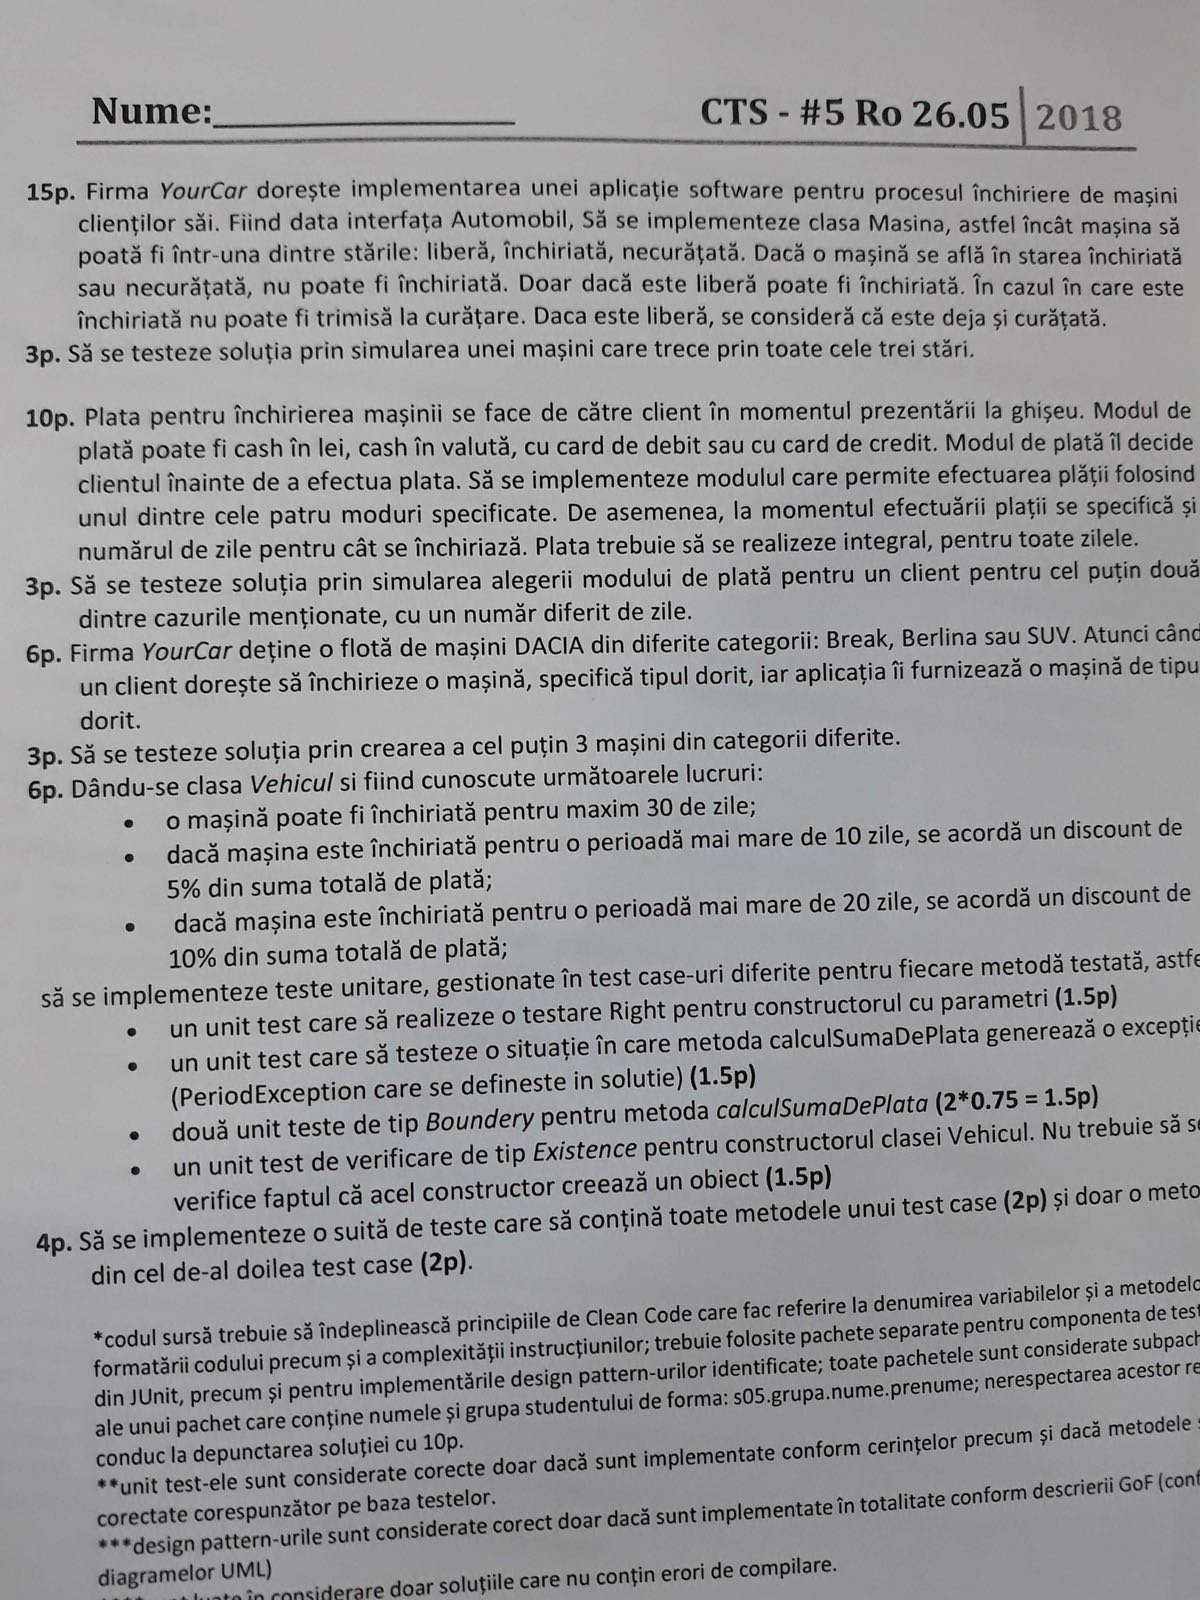 Nume:____________________ CTS - #5 Ro 26.05 | 2018
15p. Firma YourCar dorește implementarea unei aplicație software pentru procesul închiriere de mașini
clienților săi. Fiind data interfața Automobil, Să se implementeze clasa Masina, astfel încât mașina să
poată fi într-una dintre stările: liberă, închiriată, necurățată. Dacă o mașină se află în starea închiriată
sau necurățată, nu poate fi închiriată. Doar dacă este liberă poate fi închiriată. În cazul în care este
închiriată nu poate fi trimisă la curățare. Daca este liberă, se consideră că este deja și curățată.
3p. Să se testeze soluția prin simularea unei mașini care trece prin toate cele trei stări.
10p. Plata pentru închirierea mașinii se face de către client în momentul prezentării la ghișeu. Modul de
plată poate fi cash în lei, cash în valută, cu card de debit sau cu card de credit. Modul de plată îl decide
clientul înainte de a efectua plata. Să se implementeze modulul care permite efectuarea plății folosind
unul dintre cele patru moduri specificate. De asemenea, la momentul efectuării plații se specifică și
numărul de zile pentru cât se închiriază. Plata trebuie să se realizeze integral, pentru toate zilele.
3p. Să se testeze soluția prin simularea alegerii modului de plată pentru un client pentru cel puțin două
dintre cazurile menționate, cu un număr diferit de zile.
6p. Firma YourCar deține o flotă de mașini DACIA din diferite categorii: Break, Berlina sau SUV. Atunci când
un client dorește să închirieze o mașină, specifică tipul dorit, iar aplicația îi furnizează o mașină de tipu
dorit.
3p. Să se testeze soluția prin crearea a cel puțin 3 mașini din categorii diferite.
6p. Dându-se clasa Vehicul si fiind cunoscute următoarele lucruri:
• o mașină poate fi închiriată pentru maxim 30 de zile;
• dacă mașina este închiriată pentru o perioadă mai mare de 10 zile, se acordă un discount de
5% din suma totală de plată;
• dacă mașina este închiriată pentru o perioadă mai mare de 20 zile, se acordă un discount de
10% din suma totală de plată;
să se implementeze teste unitare, gestionate în test case-uri diferite pentru fiecare metodă testată, astfe
• un unit test care să realizeze o testare Right pentru constructorul cu parametri (1.5p)
• un unit test care să testeze o situație în care metoda calculSumaDePlata generează o excepție
(PeriodException care se defineste in solutie) (1.5p)
• două unit teste de tip Boundery pentru metoda calculSumaDePlata (2*0.75 = 1.5p)
• un unit test de verificare de tip Existence pentru constructorul clasei Vehicul. Nu trebuie să se
verifice faptul că acel constructor creează un obiect (1.5p)
4p. Să se implementeze o suită de teste care să conțină toate metodele unui test case (2p) și doar o meto
din cel de-al doilea test case (2p).
*codul sursă trebuie să îndeplinească principiile de Clean Code care fac referire la denumirea variabilelor și a metodelo
formatării codului precum și a complexității instrucțiunilor; trebuie folosite pachete separate pentru componenta de test
din JUnit, precum și pentru implementările design pattern-urilor identificate; toate pachetele sunt considerate subpach
ale unui pachet care conține numele și grupa studentului de forma: s05.grupa.nume.prenume; nerespectarea acestor re
conduc la depunctarea soluției cu 10p.
**unit test-ele sunt considerate corecte doar dacă sunt implementate conform cerințelor precum și dacă metodele s
corectate corespunzător pe baza testelor.
***design pattern-urile sunt considerate corect doar dacă sunt implementate în totalitate conform descrierii GoF (conf
diagramelor UML)
în considerare doar soluțiile care nu conțin erori de compilare.